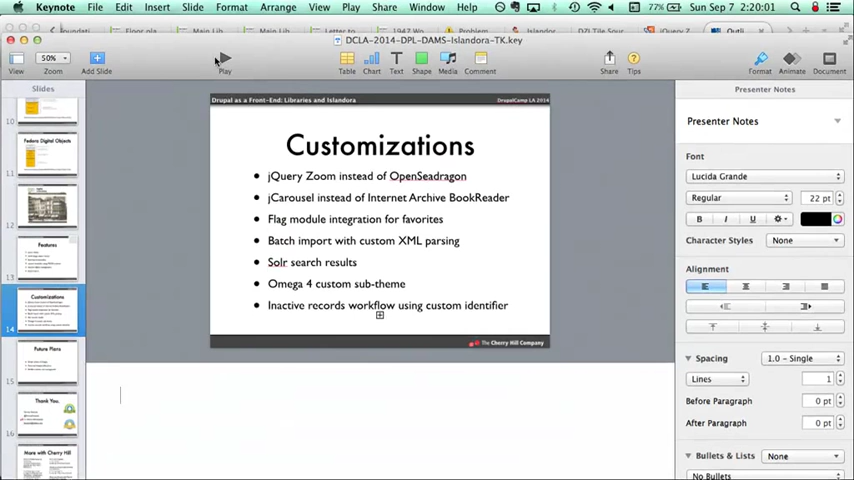 Keynote File Edit Insert Slide Format Arrange View Play Share Window Help 77% Sun Sep 7 2:20:01
DCLA-2014-DPL-DAMS-Islandora-TK.key
50%
View Zoom Add Slide Play Table Chart Text Shape Media Comment Share Tips Format Animate Document
Slides
Presenter Notes
10
Fedora Digital Objects
11
12
Features
13
Customizations
14
Future Plans
15
Thank You.
16
More with Cherry Hill
Drupal as a Front-End: Libraries and Islandora
DrupalCamp LA 2014
Customizations
• jQuery Zoom instead of OpenSeadragon
• jCarousel instead of Internet Archive BookReader
• Flag module integration for favorites
• Batch import with custom XML parsing
• Solr search results
• Omega 4 custom sub-theme
• Inactive records workflow using custom identifier
The Cherry Hill Company
Presenter Notes
Font
Lucida Grande
Regular 22 pt
B I U
Character Styles None
Alignment
Spacing 1.0 - Single
Lines 1
Before Paragraph 0 pt
After Paragraph 0 pt
Bullets & Lists None
No Bullets